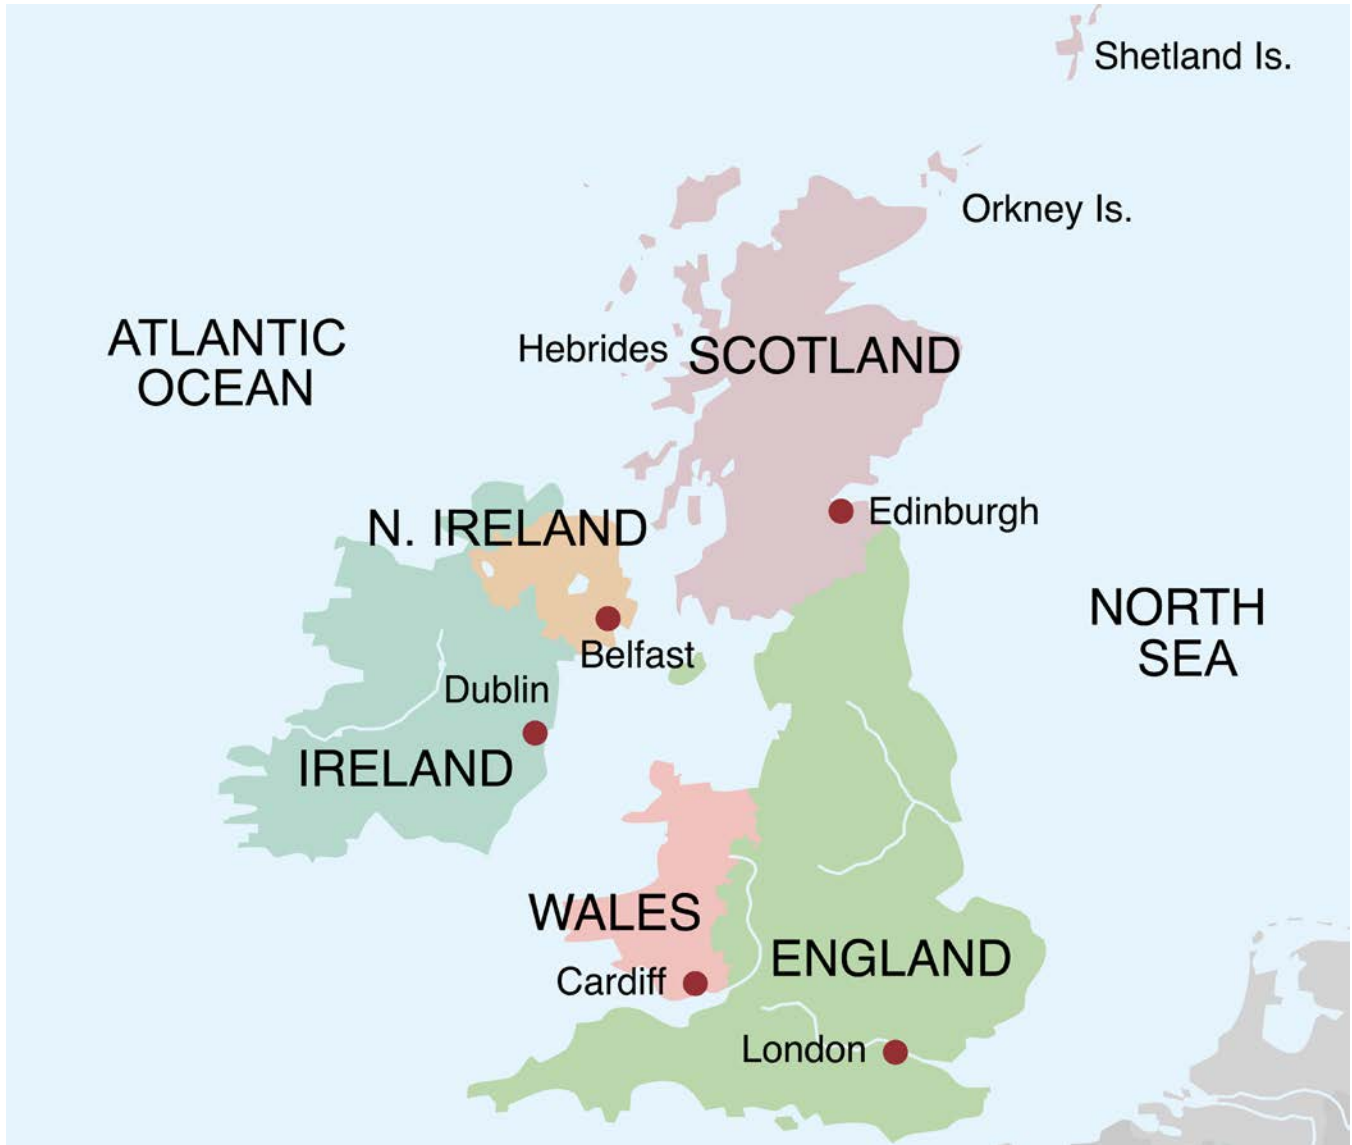 Shetland Is.
Orkney Is.
ATLANTIC
OCEAN
Hebrides
SCOTLAND
N. IRELAND
Edinburgh
NORTH
SEA
Belfast
Dublin
IRELAND
WALES
ENGLAND
Cardiff
London